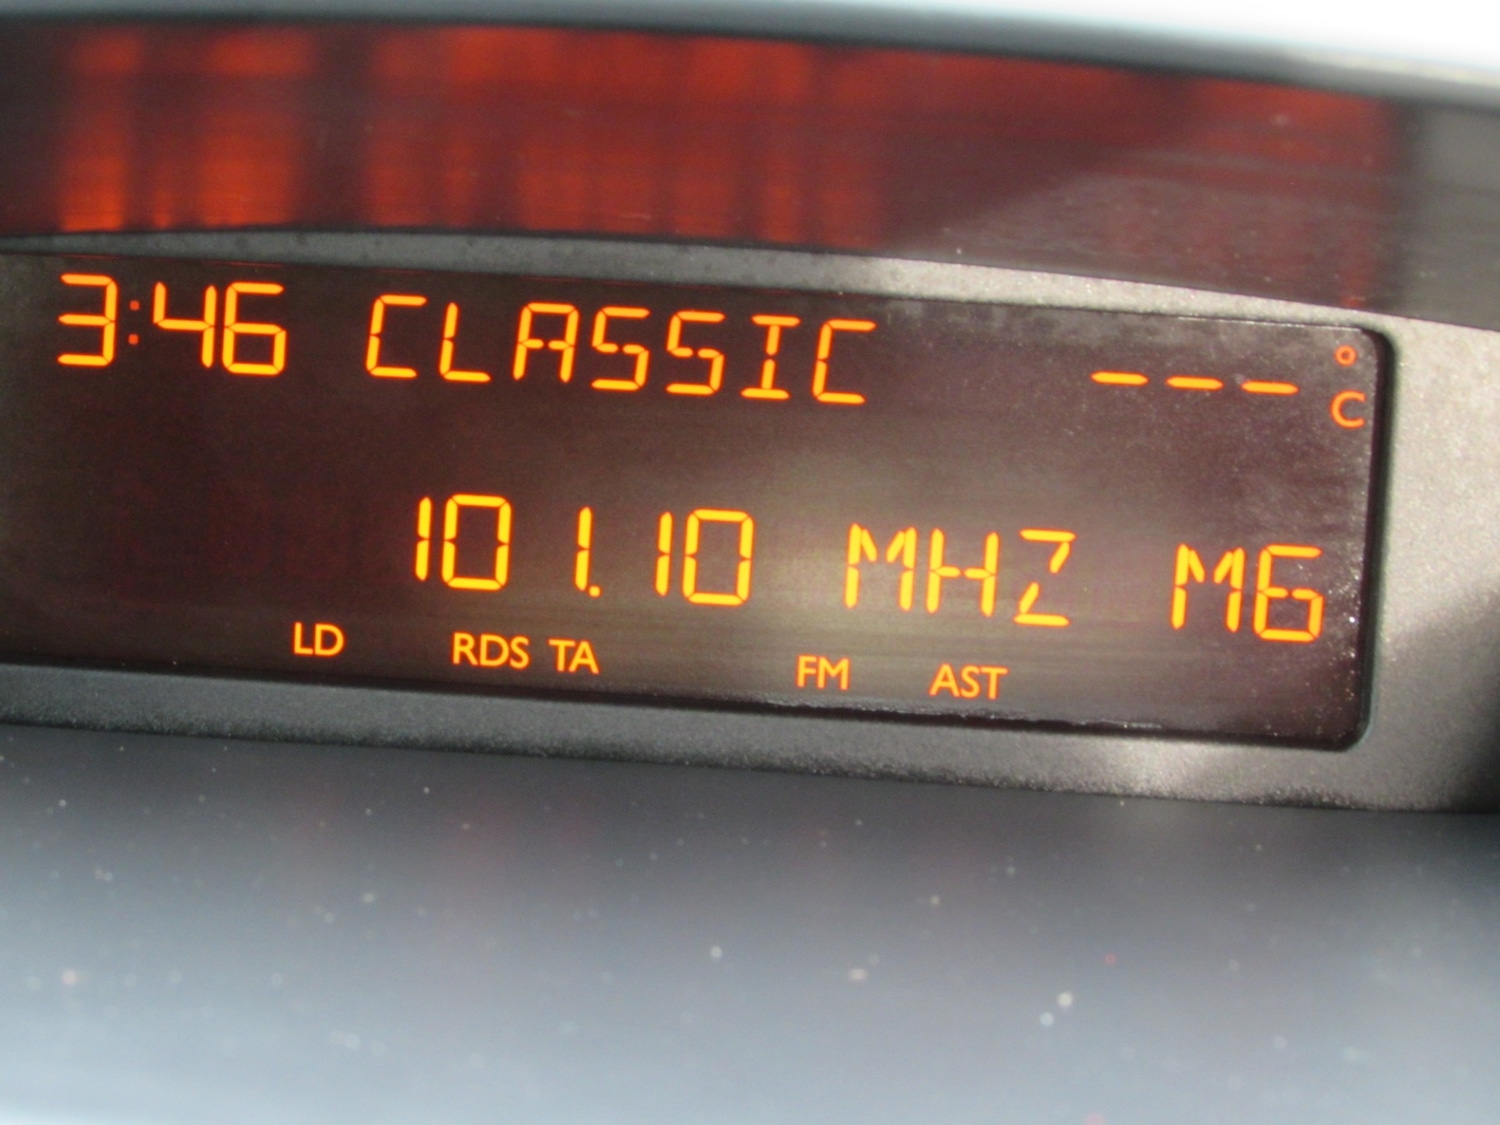 3:46 CLASSIC ---°C
101.10 MHZ M6
LD RDS TA FM AST